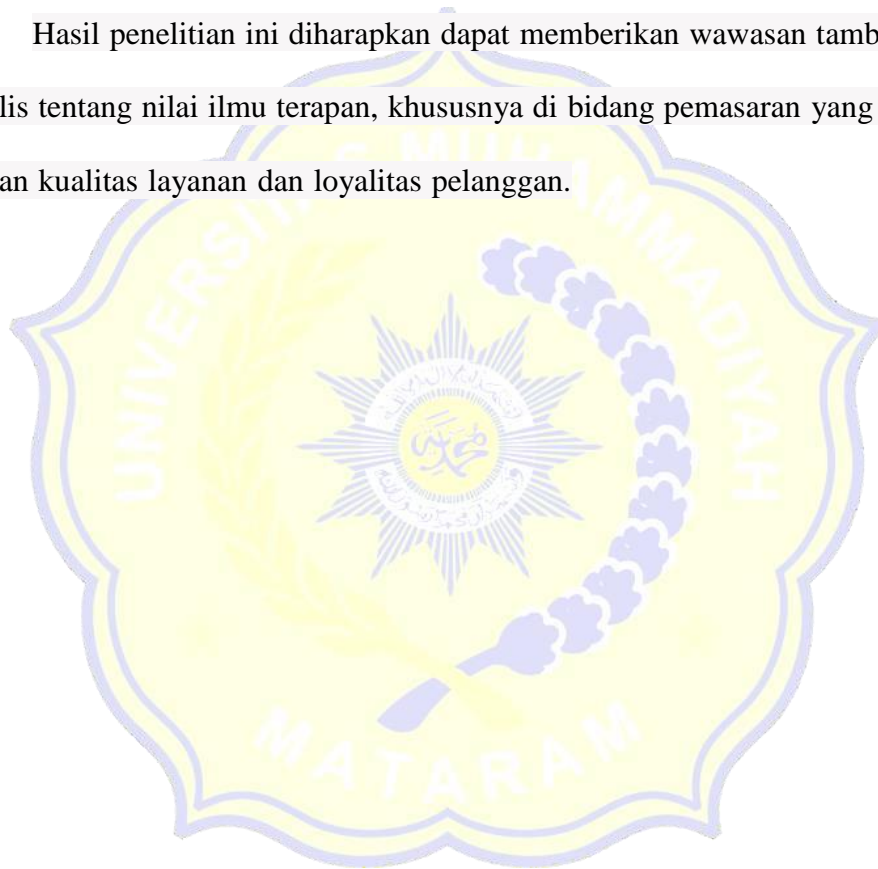 Hasil penelitian ini diharapkan dapat memberikan wawasan tamb
lis tentang nilai ilmu terapan, khususnya di bidang pemasaran yang
an kualitas layanan dan loyalitas pelanggan.
UNIVERSITAS MUHAMMADIYAH
MATARAM